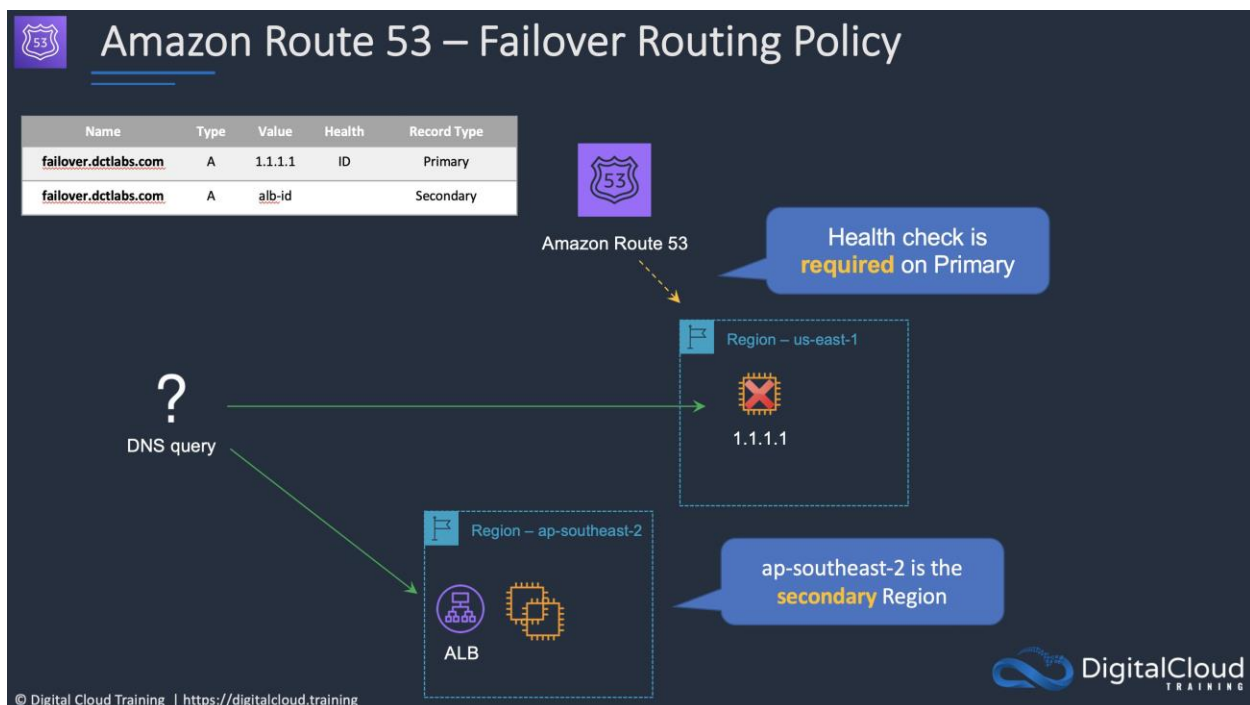 53
Amazon Route 53 – Failover Routing Policy
Name Type Value Health Record Type
failover.dctlabs.com A 1.1.1.1 ID Primary
failover.dctlabs.com A alb-id Secondary
53
Amazon Route 53
Health check is
required on Primary
Region – us-east-1
1.1.1.1
?
DNS query
Region – ap-southeast-2
ALB
ap-southeast-2 is the
secondary Region
DigitalCloud
TRAINING
© Digital Cloud Training | https://digitalcloud.training